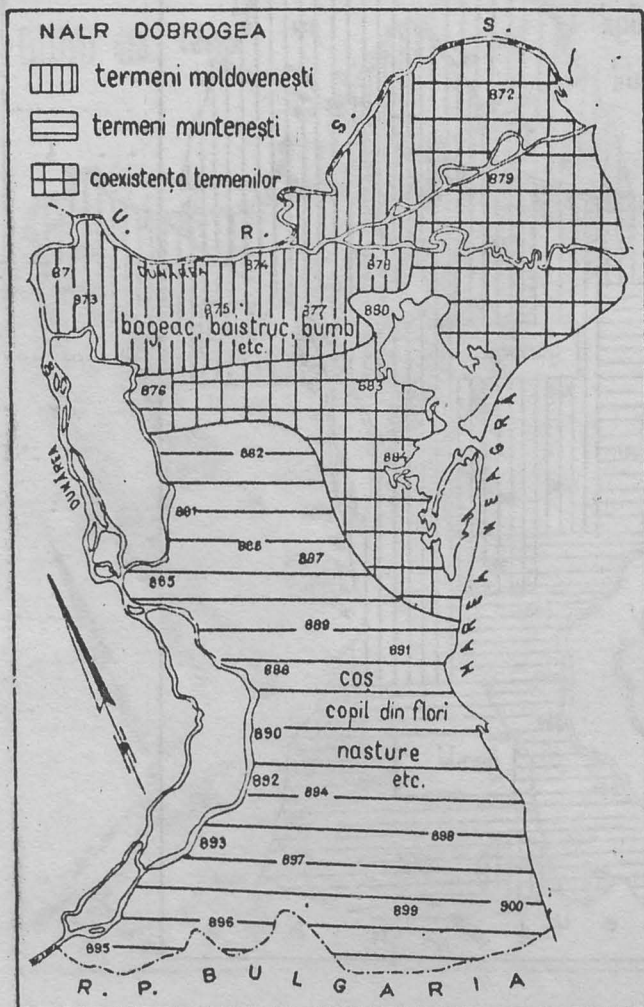 NALR DOBROGEA
termeni moldovenești
termeni muntenești
coexistența termenilor
U. R. S. S.
872
879
DUNĂREA
874
878
87
873
875
877
880
bageac, baistruc, bumb
etc.
876
883
884
882
DUNĂREA
881
886
887
885
889
891
888
MAREA NEAGRĂ
coș
copil din flori
890
nasture
892
etc.
894
898
893
897
899
900
896
895
R. P. BULGARIA